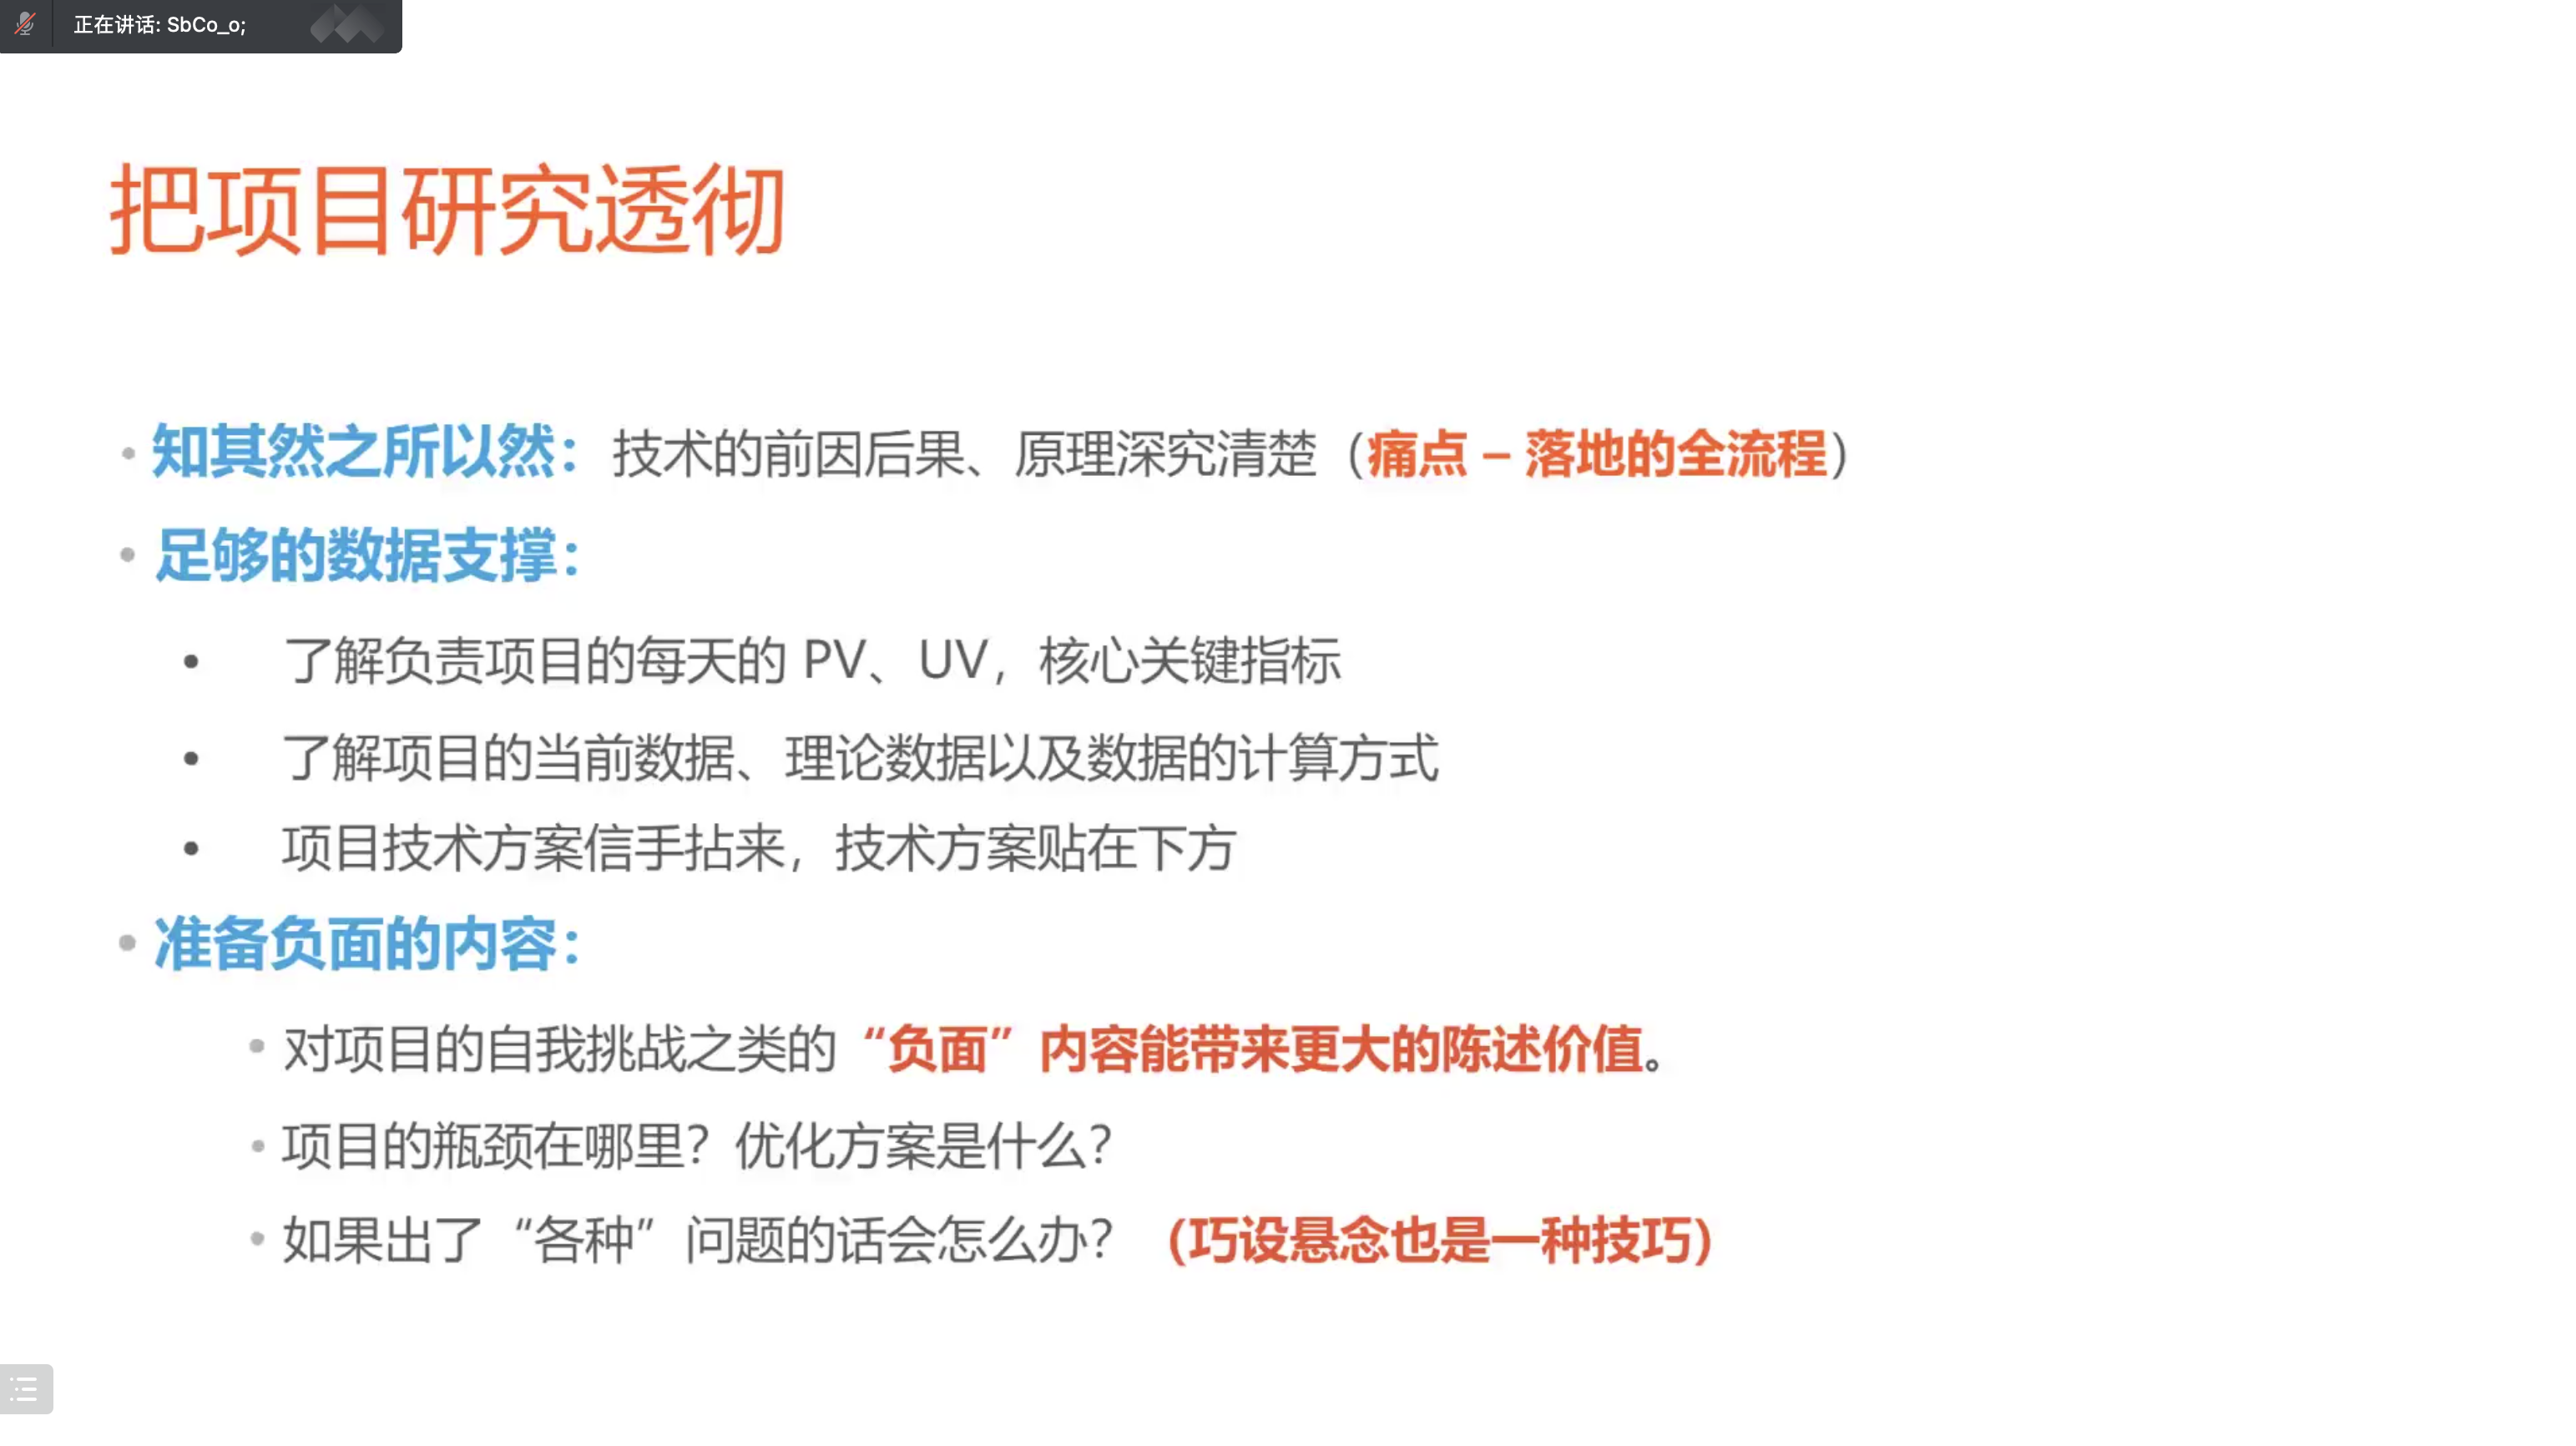 正在讲话: SbCo_o;
把项目研究透彻
知其然之所以然：技术的前因后果、原理深究清楚（痛点 – 落地的全流程）
足够的数据支撑：
了解负责项目的每天的 PV、UV，核心关键指标
了解项目的当前数据、理论数据以及数据的计算方式
项目技术方案信手拈来，技术方案贴在下方
准备负面的内容：
对项目的自我挑战之类的“负面”内容能带来更大的陈述价值。
项目的瓶颈在哪里？优化方案是什么？
如果出了“各种”问题的话会怎么办？（巧设悬念也是一种技巧）